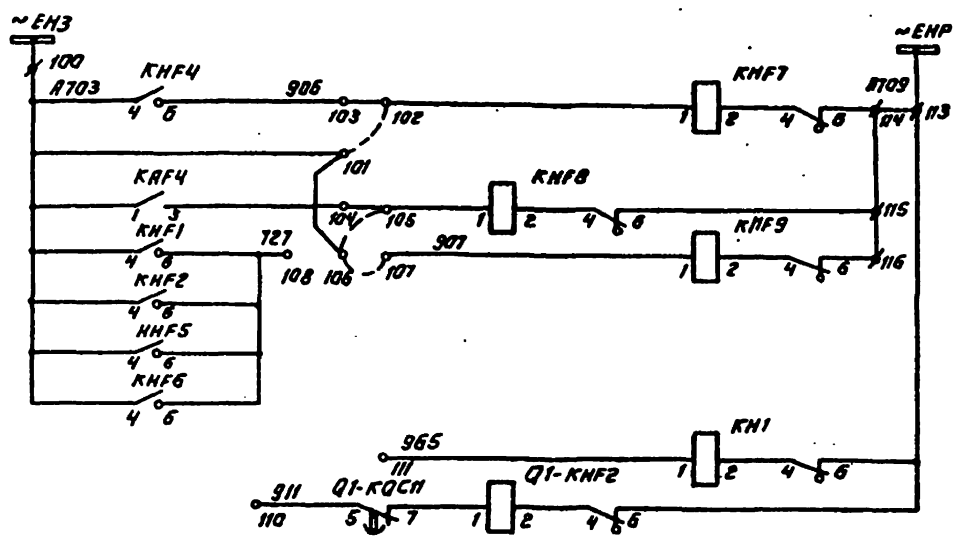 ~ЕНЗ
~ЕНР
100
А703
КНF4
906
КНF7
А709
4 6
103
102
1 2
4 6
А4
113
101
КАF4
КНF8
1 3
104
105
1 2
4 6
115
КНF1
727
907
КНF9
4 6
108
106
107
1 2
4 6
116
КНF2
4 6
ННF5
4 6
КНF6
4 6
965
КН1
111
1 2
4 6
911
Q1-KQC11
Q1-КНF2
110
5 7
1 2
4 6